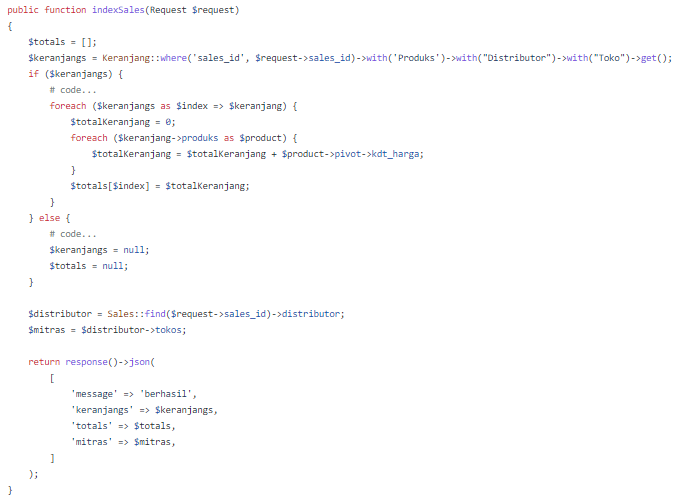 public function indexSales(Request $request)
{
    $totals = [];
    $keranjangs = Keranjang::where('sales_id', $request->sales_id)->with('Produks')->with("Distributor")->with("Toko")->get();
    if ($keranjangs) {
        # code...
        foreach ($keranjangs as $index => $keranjang) {
            $totalKeranjang = 0;
            foreach ($keranjang->produks as $product) {
                $totalKeranjang = $totalKeranjang + $product->pivot->kdt_harga;
            }
            $totals[$index] = $totalKeranjang;
        }
    } else {
        # code...
        $keranjangs = null;
        $totals = null;
    }

    $distributor = Sales::find($request->sales_id)->distributor;
    $mitras = $distributor->tokos;

    return response()->json(
        [
            'message' => 'berhasil',
            'keranjangs' => $keranjangs,
            'totals' => $totals,
            'mitras' => $mitras,
        ]
    );
}